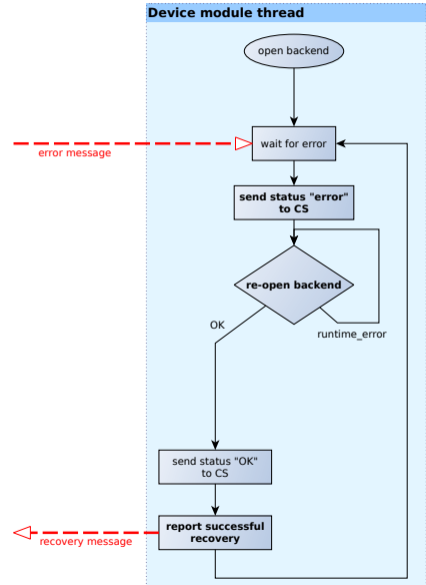 Device module thread
open backend
wait for error
error message
send status "error"
to CS
re-open backend
OK
runtime_error
send status "OK"
to CS
report successful
recovery
recovery message